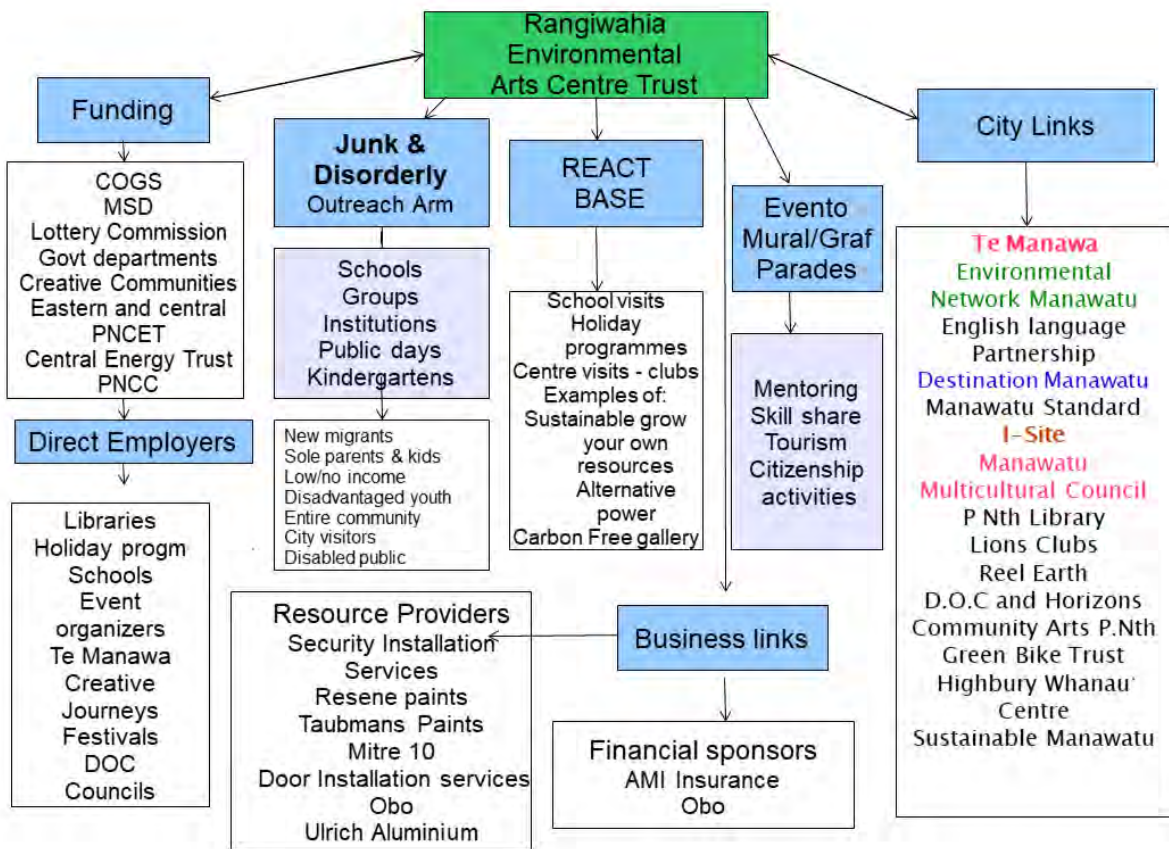 Rangiwahia
Environmental
Arts Centre Trust
Funding
COGS
MSD
Lottery Commission
Govt departments
Creative Communities
Eastern and central
PNCET
Central Energy Trust
PNCC
Direct Employers
Libraries
Holiday progm
Schools
Event
organizers
Te Manawa
Creative
Journeys
Festivals
DOC
Councils
Junk &
Disorderly
Outreach Arm
Schools
Groups
Institutions
Public days
Kindergartens
New migrants
Sole parents & kids
Low/no income
Disadvantaged youth
Entire community
City visitors
Disabled public
REACT
BASE
School visits
Holiday
programmes
Centre visits - clubs
Examples of:
Sustainable grow
your own
resources
Alternative
power
Carbon Free gallery
Evento
Mural/Graf
Parades
Mentoring
Skill share
Tourism
Citizenship
activities
Resource Providers
Security Installation
Services
Resene paints
Taubmans Paints
Mitre 10
Door Installation services
Obo
Ulrich Aluminium
Business links
Financial sponsors
AMI Insurance
Obo
City Links
Te Manawa
Environmental
Network Manawatu
English language
Partnership
Destination Manawatu
Manawatu Standard
I-Site
Manawatu
Multicultural Council
P Nth Library
Lions Clubs
Reel Earth
D.O.C and Horizons
Community Arts P.Nth
Green Bike Trust
Highbury Whanau
Centre
Sustainable Manawatu